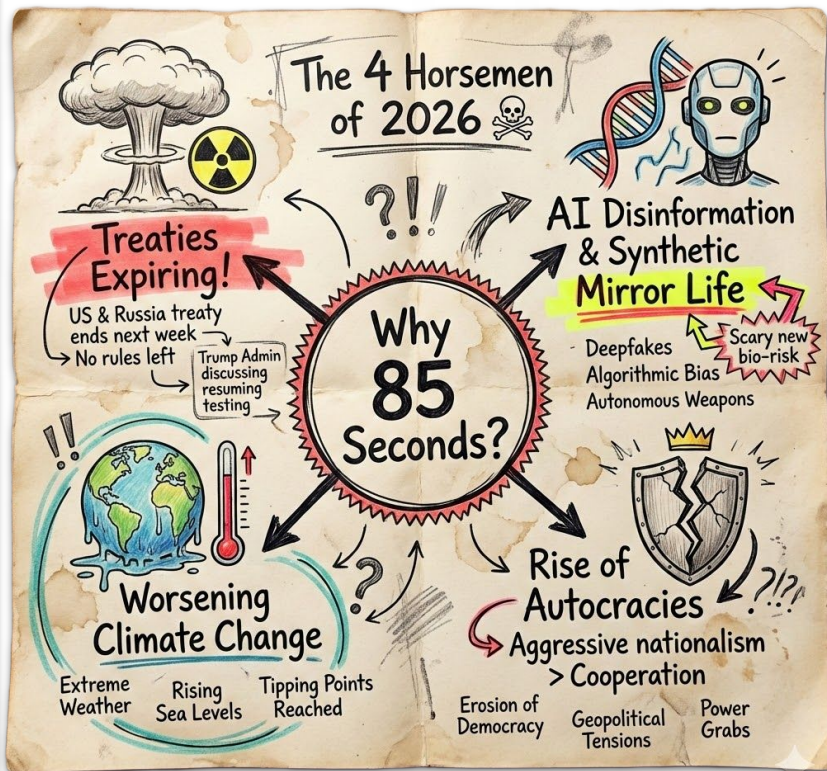 The 4 Horsemen
of 2026
?!!
Treaties
Expiring!
US & Russia treaty
ends next week
No rules left
Trump Admin
discussing
resuming
testing
AI Disinformation
& Synthetic
Mirror Life
Scary new
bio-risk
Deepfakes
Algorithmic Bias
Autonomous Weapons
Why
85
Seconds?
!!
Worsening
Climate Change
Extreme
Weather
Rising
Sea Levels
Tipping Points
Reached
?
Rise of
Autocracies
?!?!
Aggressive nationalism
> Cooperation
Erosion of
Democracy
Geopolitical
Tensions
Power
Grabs